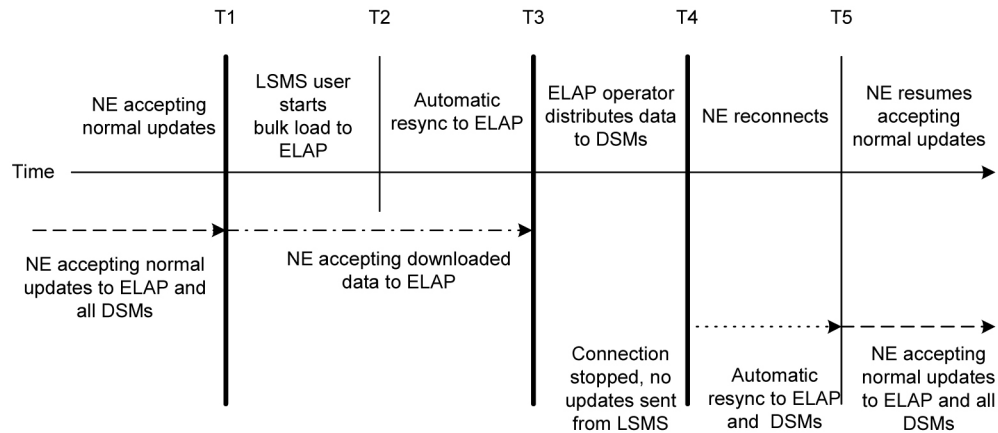 T1
T2
T3
T4
T5
NE accepting
normal updates
LSMS user
starts
bulk load to
ELAP
Automatic
resync to ELAP
ELAP operator
distributes data
to DSMs
NE reconnects
NE resumes
accepting
normal updates
Time
NE accepting normal
updates to ELAP and
all DSMs
NE accepting downloaded
data to ELAP
Connection
stopped, no
updates sent
from LSMS
Automatic
resync to ELAP
and DSMs
NE accepting
normal updates
to ELAP and all
DSMs